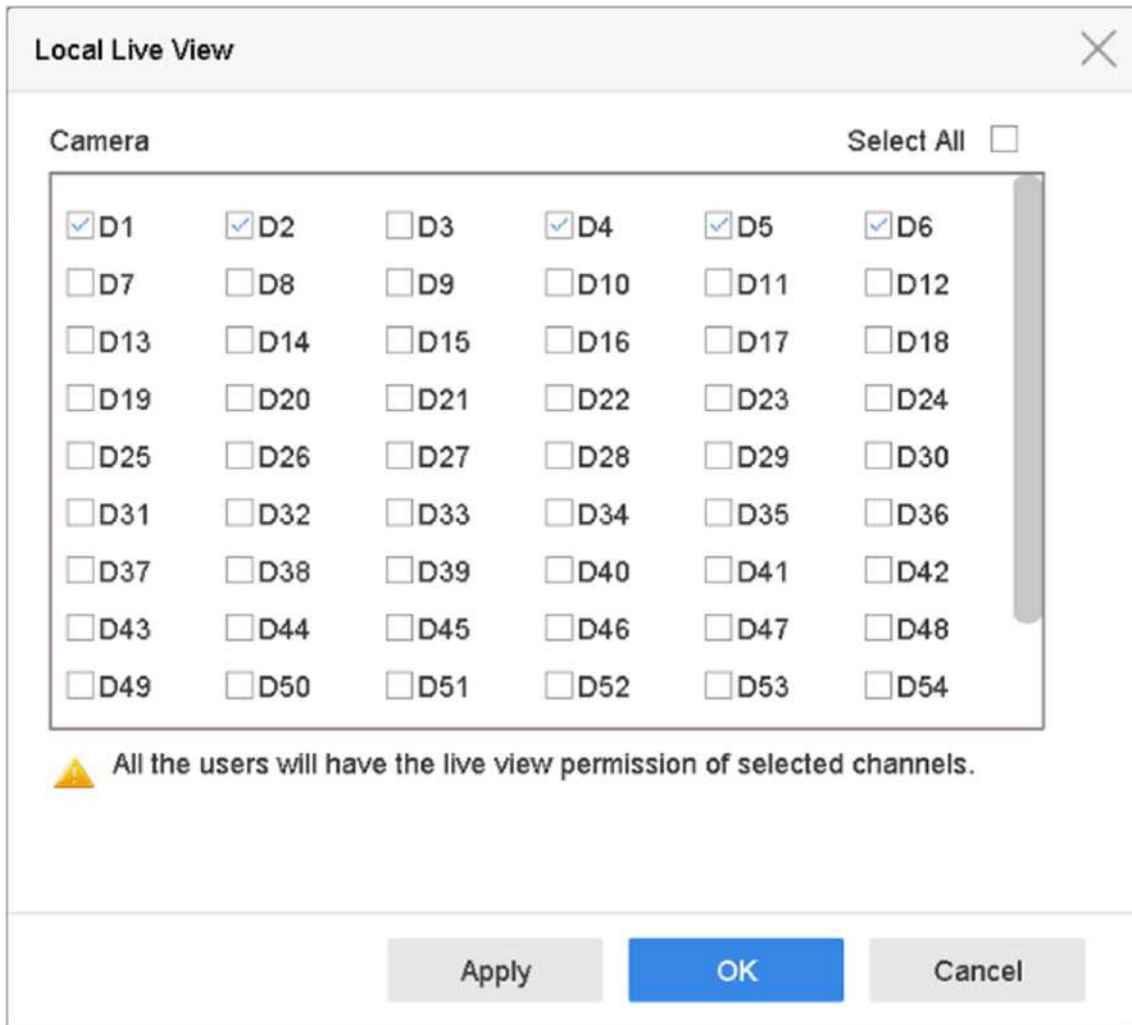 Local Live View
Camera Select All
D1 D2 D3 D4 D5 D6
D7 D8 D9 D10 D11 D12
D13 D14 D15 D16 D17 D18
D19 D20 D21 D22 D23 D24
D25 D26 D27 D28 D29 D30
D31 D32 D33 D34 D35 D36
D37 D38 D39 D40 D41 D42
D43 D44 D45 D46 D47 D48
D49 D50 D51 D52 D53 D54
All the users will have the live view permission of selected channels.
Apply OK Cancel